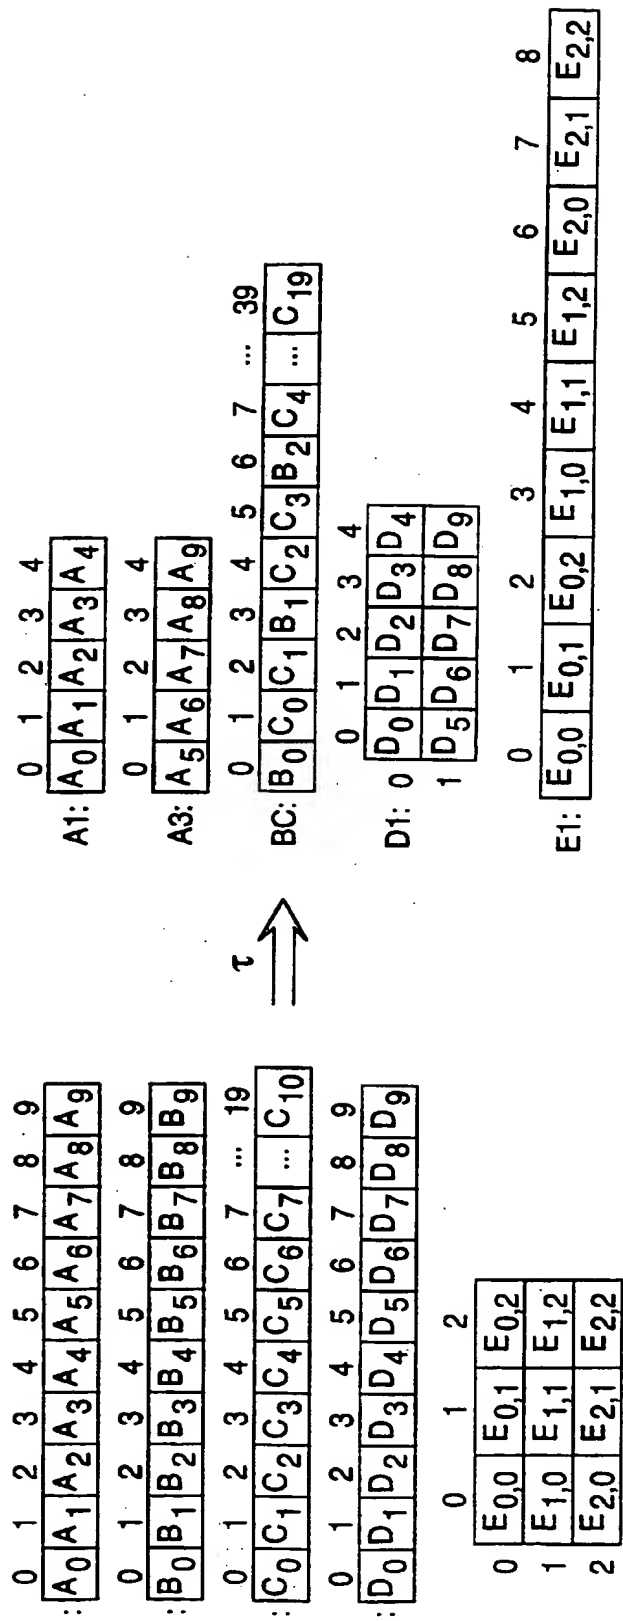 : 0 1 2 3 4 5 6 7 8 9
A0 A1 A2 A3 A4 A5 A6 A7 A8 A9
: 0 1 2 3 4 5 6 7 8 9
B0 B1 B2 B3 B4 B5 B6 B7 B8 B9
: 0 1 2 3 4 5 6 7 ... 19
C0 C1 C2 C3 C4 C5 C6 C7 ... C10
: 0 1 2 3 4 5 6 7 8 9
D0 D1 D2 D3 D4 D5 D6 D7 D8 D9
0 1 2
0 E0,0 E0,1 E0,2
1 E1,0 E1,1 E1,2
2 E2,0 E2,1 E2,2
τ
0 1 2 3 4
A1: A0 A1 A2 A3 A4
0 1 2 3 4
A3: A5 A6 A7 A8 A9
0 1 2 3 4 5 6 7 ... 39
BC: B0 C0 C1 B1 C2 C3 B2 C4 ... C19
0 1 2 3 4
D1: 0 D0 D1 D2 D3 D4
1 D5 D6 D7 D8 D9
0 1 2 3 4 5 6 7 8
E1: E0,0 E0,1 E0,2 E1,0 E1,1 E1,2 E2,0 E2,1 E2,2